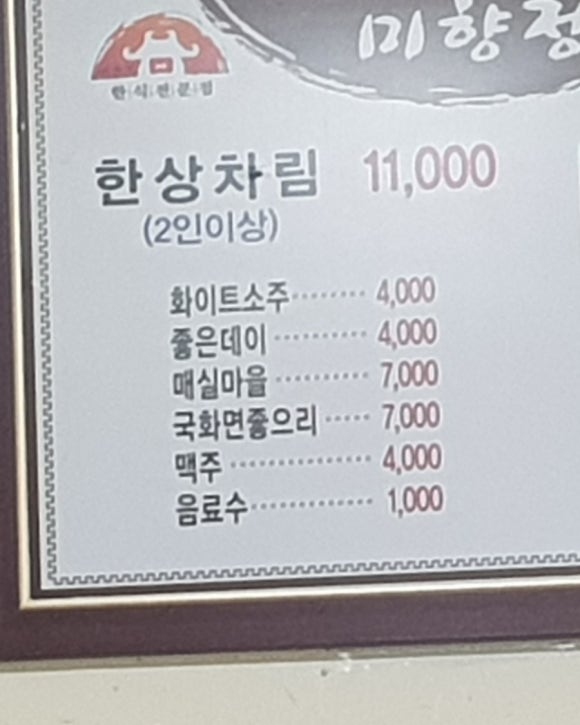 미향정
한식전문점
한상차림 11,000
(2인이상)
화이트소주········ 4,000
좋은데이·········· 4,000
매실마을·········· 7,000
국화면좋으리····· 7,000
맥주··············· 4,000
음료수············· 1,000